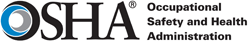 OSHA® Occupational
Safety and Health
Administration